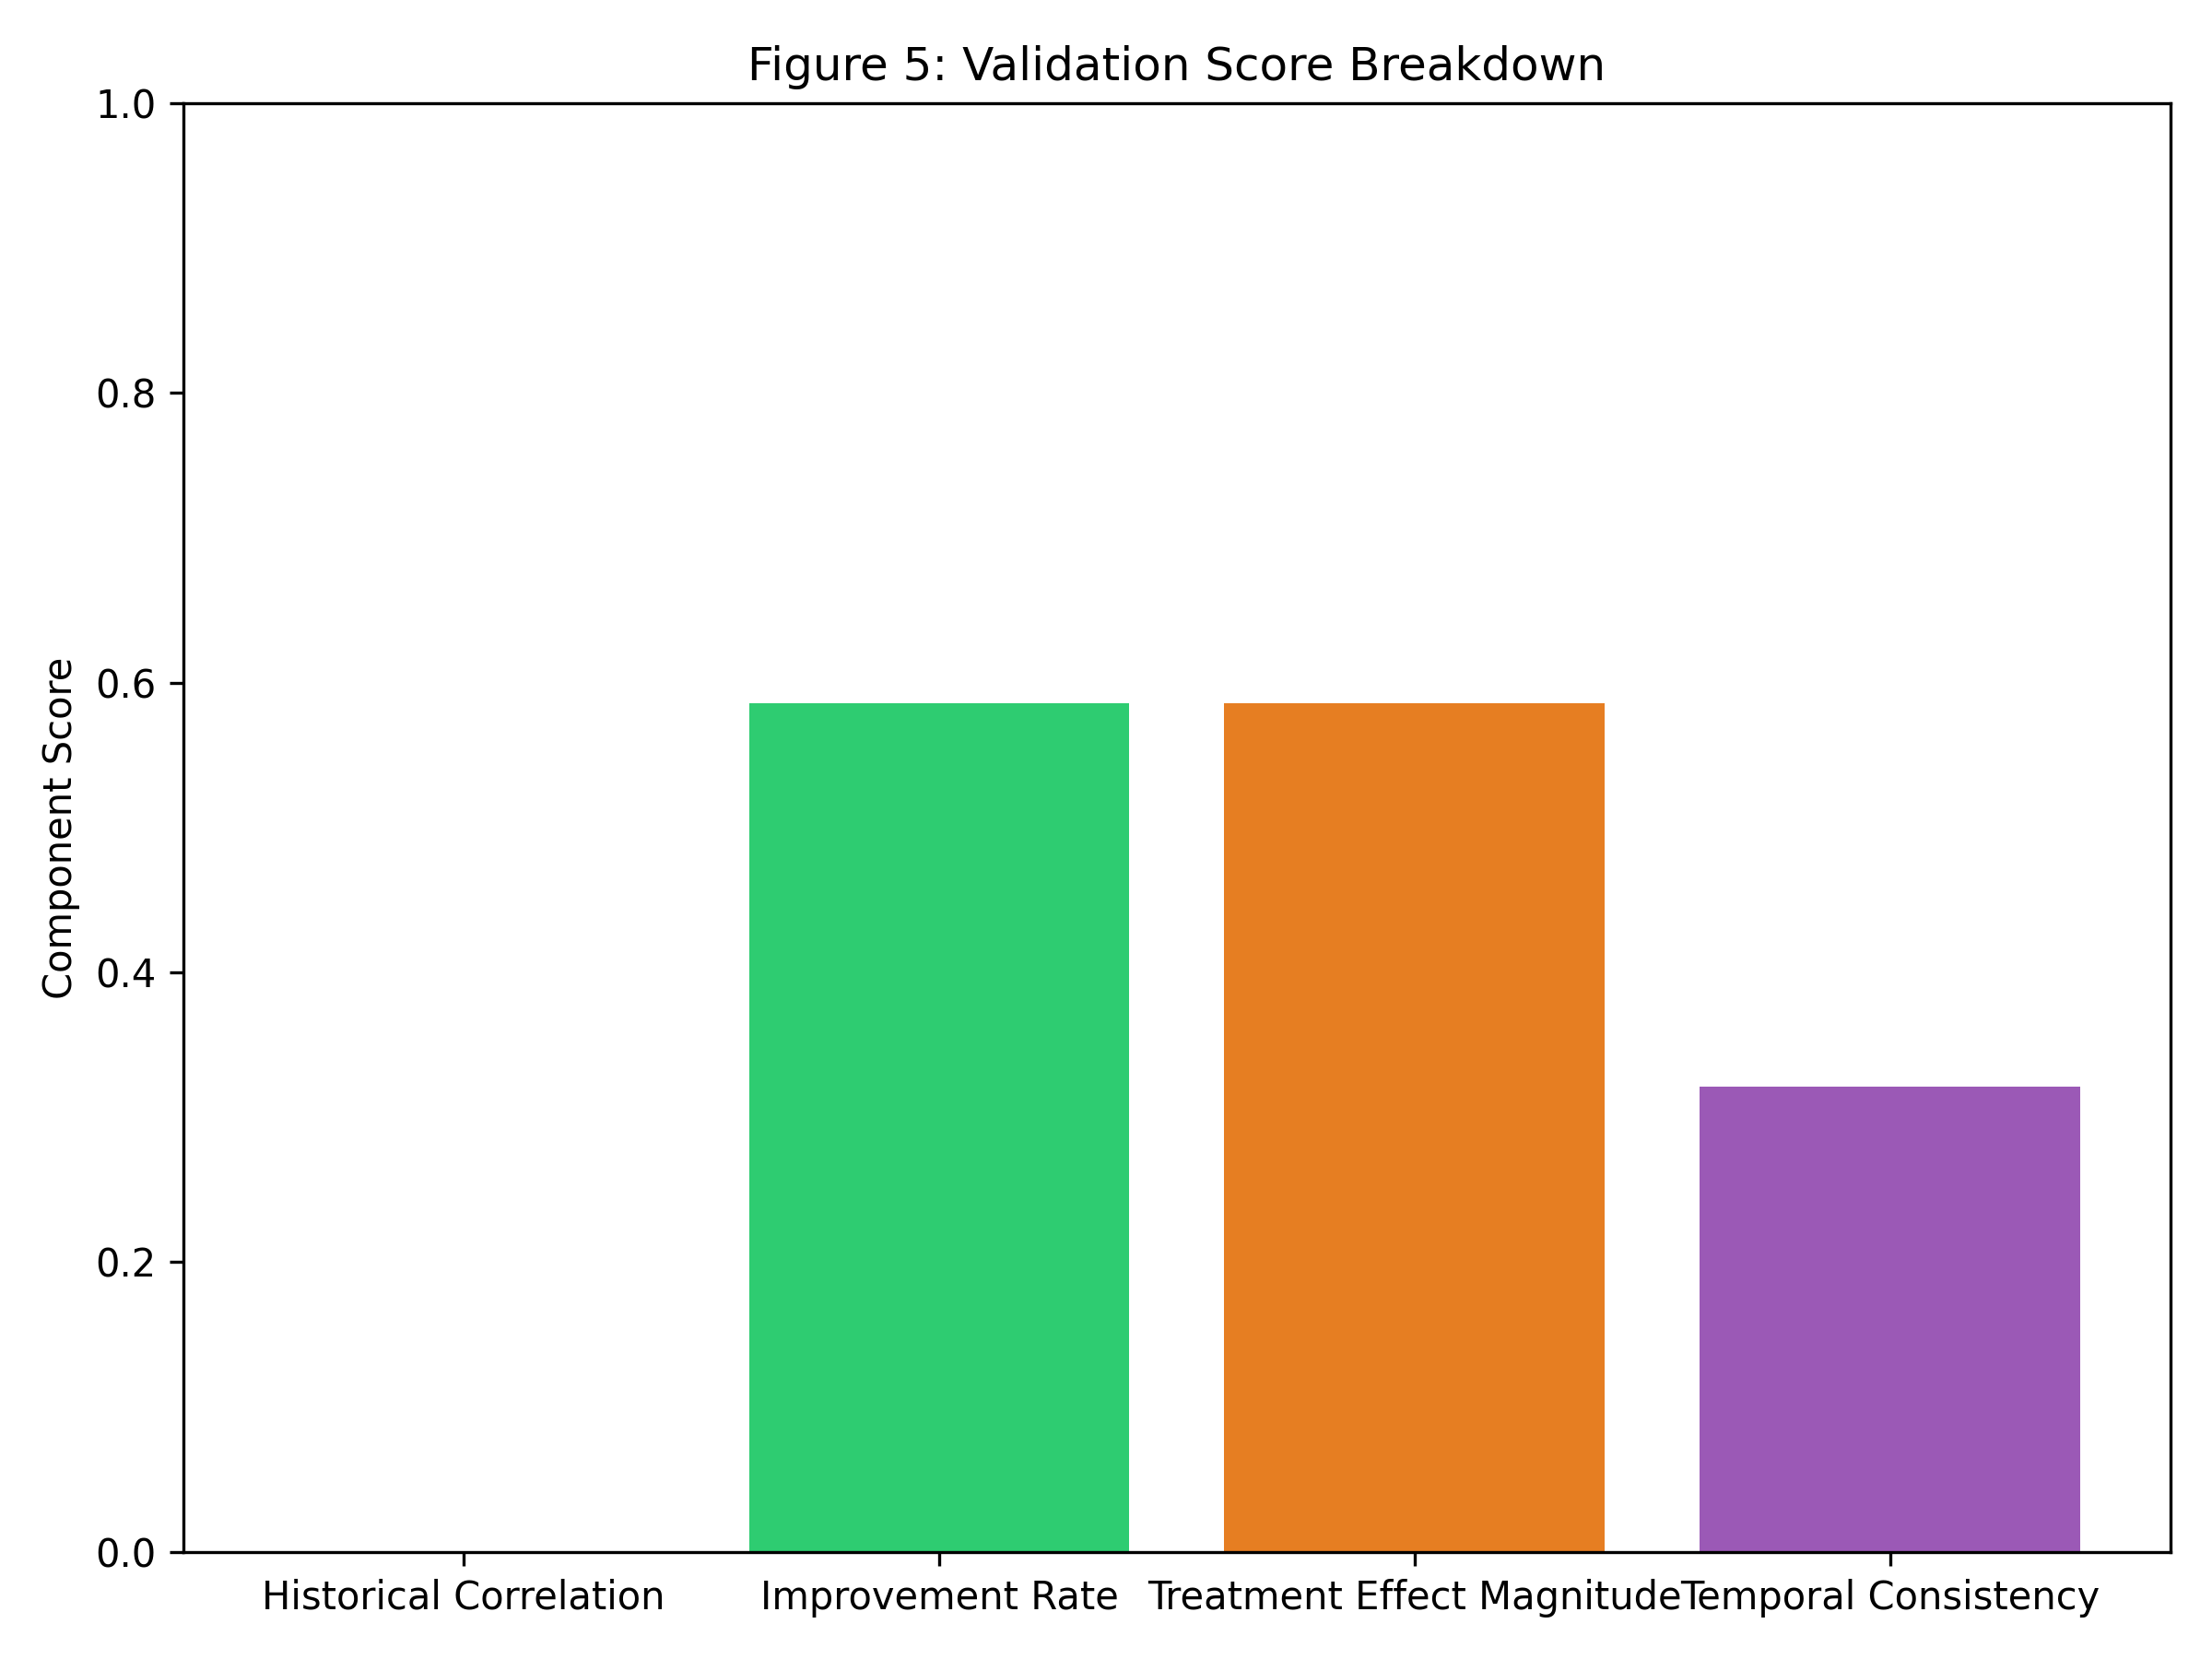 Figure 5: Validation Score Breakdown
Component Score
1.0
0.8
0.6
0.4
0.2
0.0
Historical Correlation
Improvement Rate
Treatment Effect Magnitude
Temporal Consistency